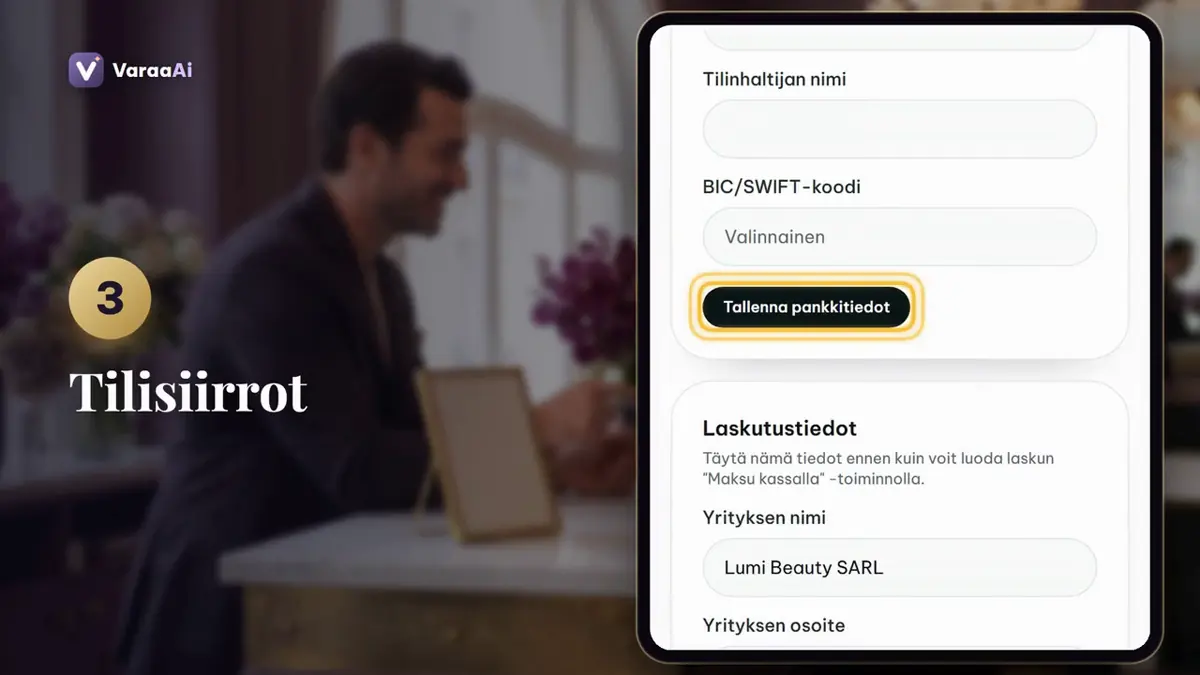 VaraaAi
3
Tilisiirrot
Tilinhaltijan nimi
BIC/SWIFT-koodi
Valinnainen
Tallenna pankkitiedot
Laskutustiedot
Täytä nämä tiedot ennen kuin voit luoda laskun
"Maksu kassalla" -toiminnolla.
Yrityksen nimi
Lumi Beauty SARL
Yrityksen osoite